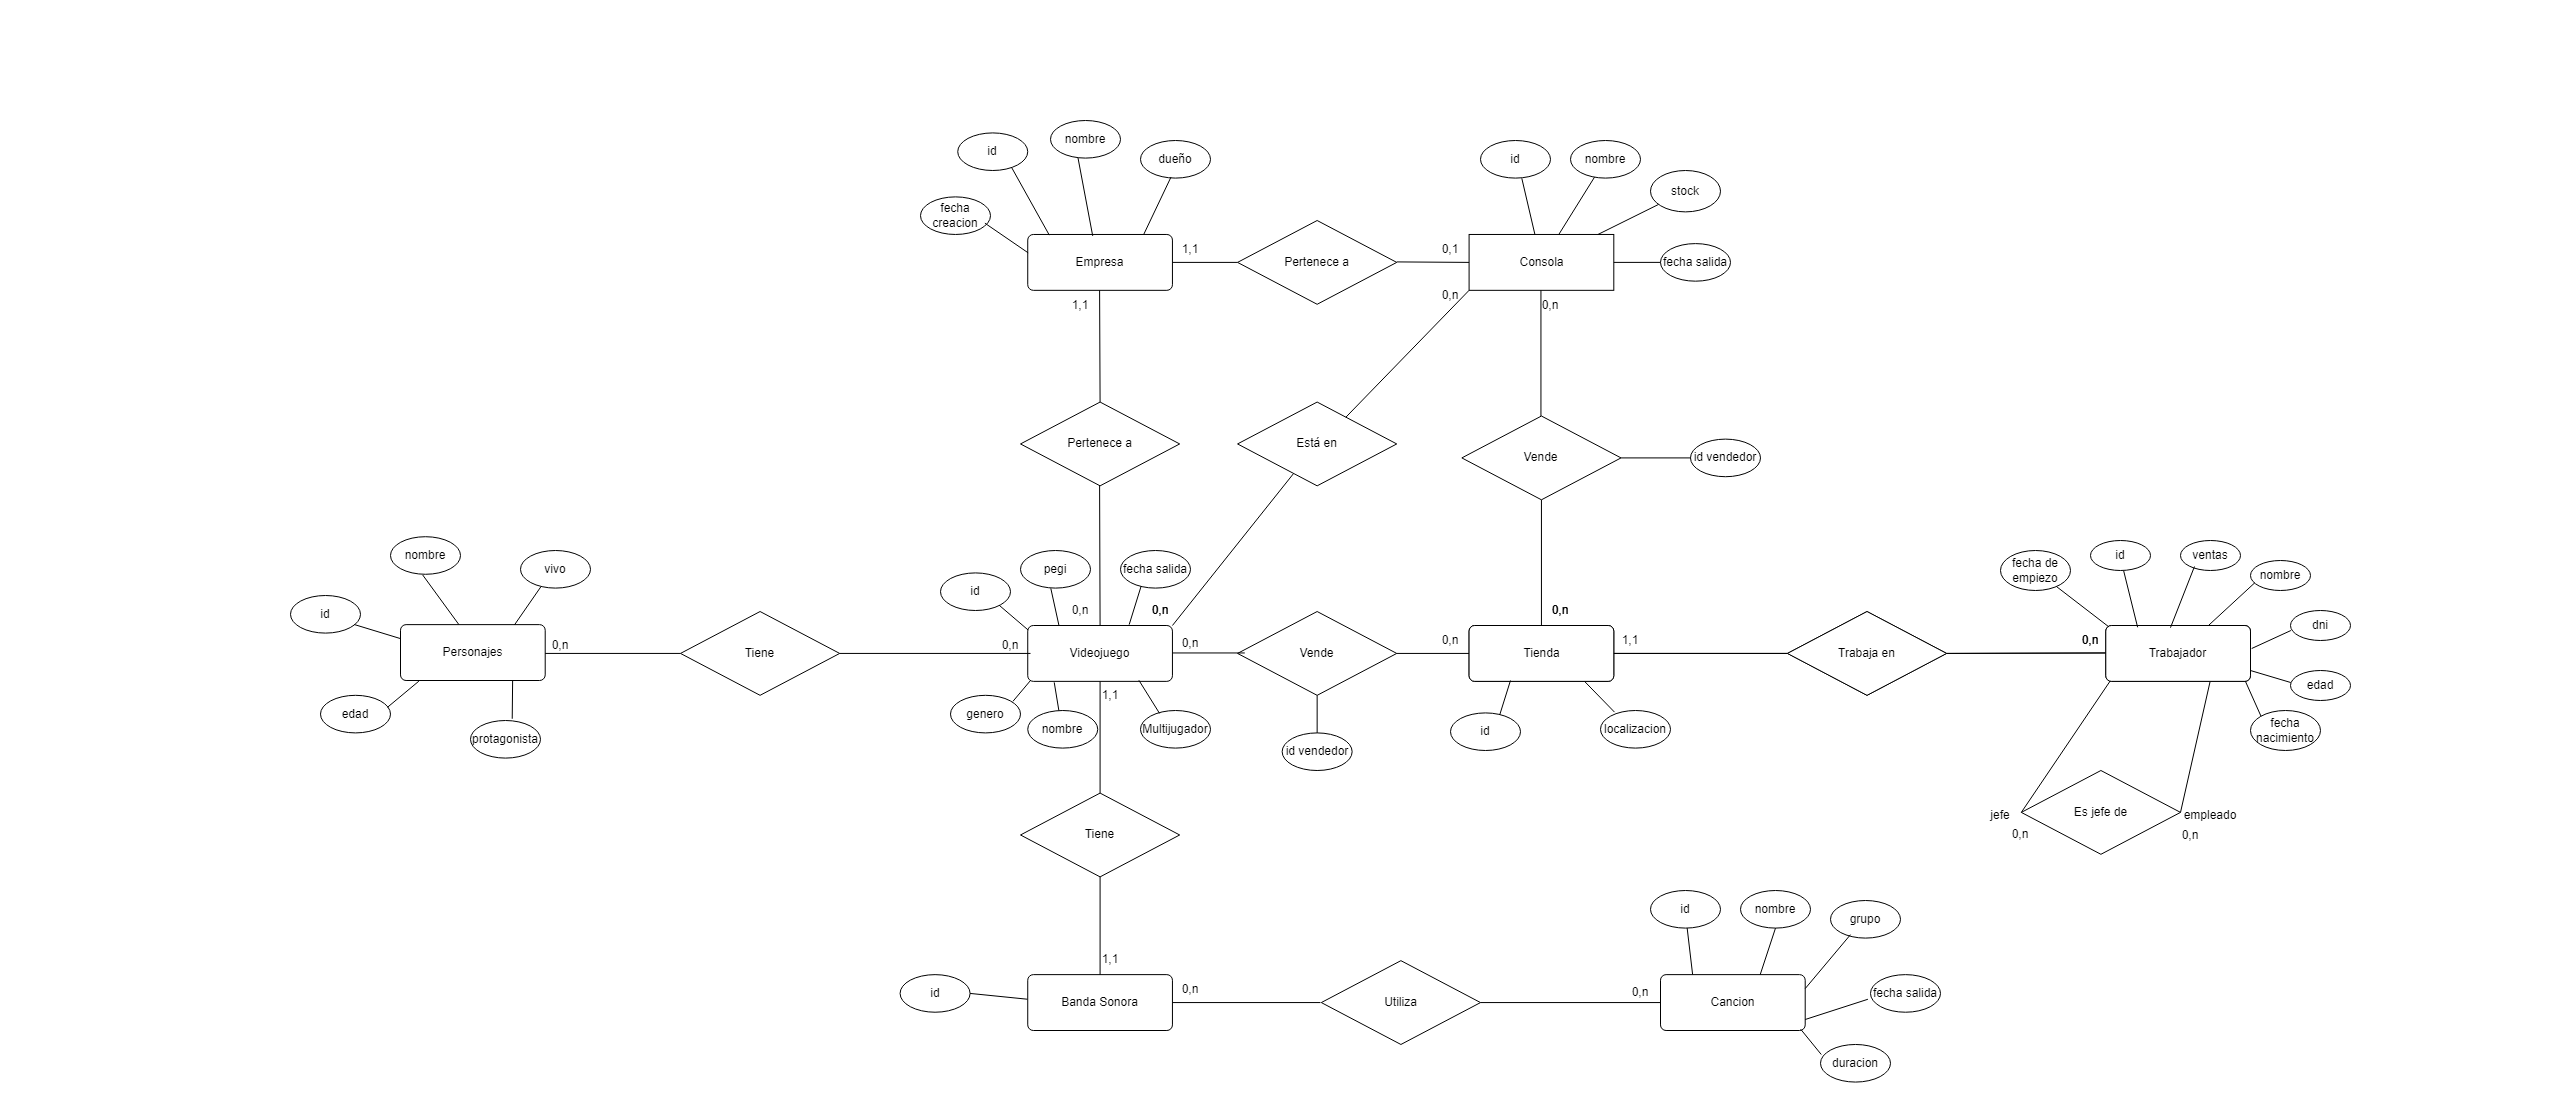 nombre
id
dueño
id
nombre
stock
fecha
creacion
Empresa
1,1
Pertenece a
0,1
Consola
fecha salida
1,1
0,n
0,n
Pertenece a
Está en
Vende
id vendedor
nombre
vivo
id
pegi
fecha salida
id
0,n
0,n
0,n
fecha de
empiezo
id
ventas
nombre
dni
Personajes
0,n
Tiene
0,n
Videojuego
0,n
Vende
0,n
Tienda
1,1
Trabaja en
0,n
Trabajador
edad
edad
protagonista
genero
nombre
1,1
Multijugador
id vendedor
id
localizacion
fecha
nacimiento
jefe
0,n
Es jefe de
empleado
0,n
Tiene
1,1
id
Banda Sonora
0,n
Utiliza
0,n
Cancion
id
nombre
grupo
fecha salida
duracion